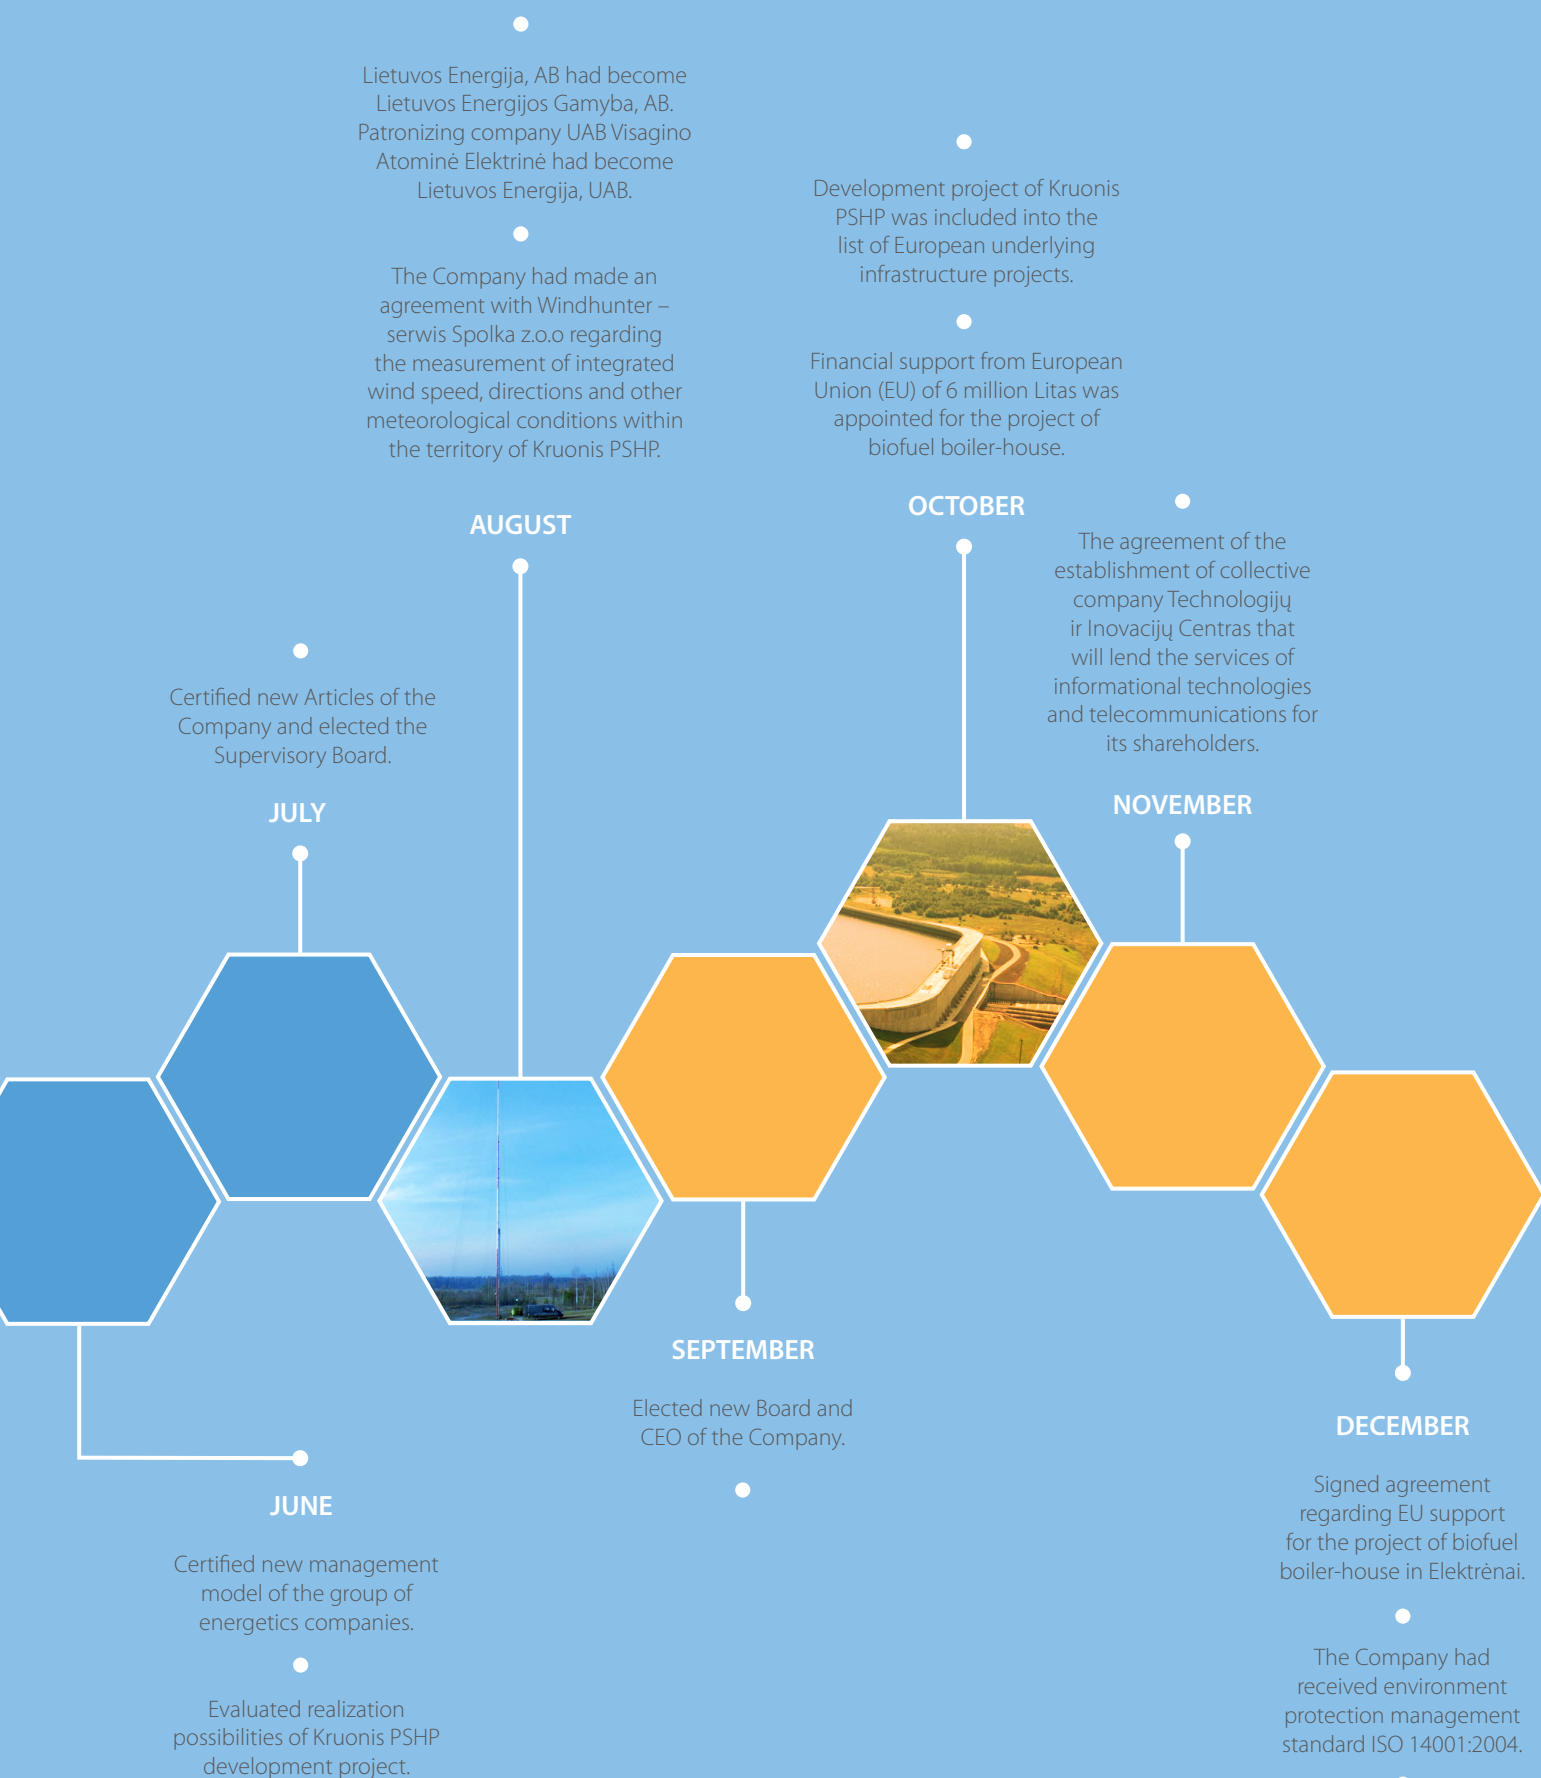 Lietuvos Energija, AB had become
Lietuvos Energijos Gamyba, AB.
Patronizing company UAB Visagino
Atominė Elektrinė had become
Lietuvos Energija, UAB.
The Company had made an
agreement with Windhunter –
serwis Spolka z.o.o regarding
the measurement of integrated
wind speed, directions and other
meteorological conditions within
the territory of Kruonis PSHP.
AUGUST
Development project of Kruonis
PSHP was included into the
list of European underlying
infrastructure projects.
Financial support from European
Union (EU) of 6 million Litas was
appointed for the project of
biofuel boiler-house.
OCTOBER
The agreement of the
establishment of collective
company Technologijų
ir Inovacijų Centras that
will lend the services of
informational technologies
and telecommunications for
its shareholders.
NOVEMBER
Certified new Articles of the
Company and elected the
Supervisory Board.
JULY
SEPTEMBER
Elected new Board and
CEO of the Company.
JUNE
Certified new management
model of the group of
energetics companies.
Evaluated realization
possibilities of Kruonis PSHP
development project.
DECEMBER
Signed agreement
regarding EU support
for the project of biofuel
boiler-house in Elektrėnai.
The Company had
received environment
protection management
standard ISO 14001:2004.